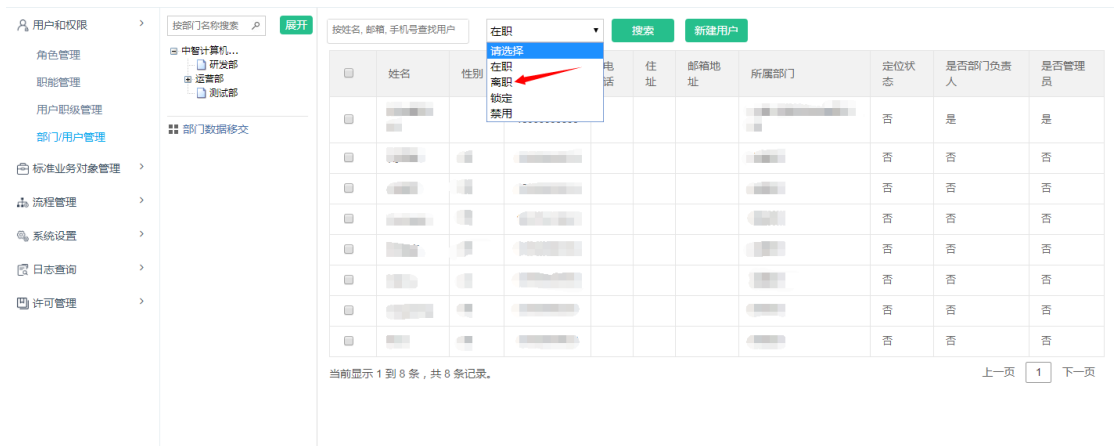 用户和权限
角色管理
职能管理
用户职级管理
部门/用户管理
标准业务对象管理
流程管理
系统设置
日志查询
许可管理
按部门名称搜索
展开
中智计算机...
研发部
运营部
测试部
部门数据移交
按姓名, 邮箱, 手机号查找用户
在职
搜索
新建用户
请选择
在职
离职
锁定
禁用
姓名
性别
话
住址
邮箱地址
所属部门
定位状态
是否部门负责人
是否管理员
否 是 是
否 否 否
否 否 否
否 否 否
否 否 否
否 否 否
否 否 否
否 否 否
当前显示 1 到 8 条，共 8 条记录。
上一页 1 下一页